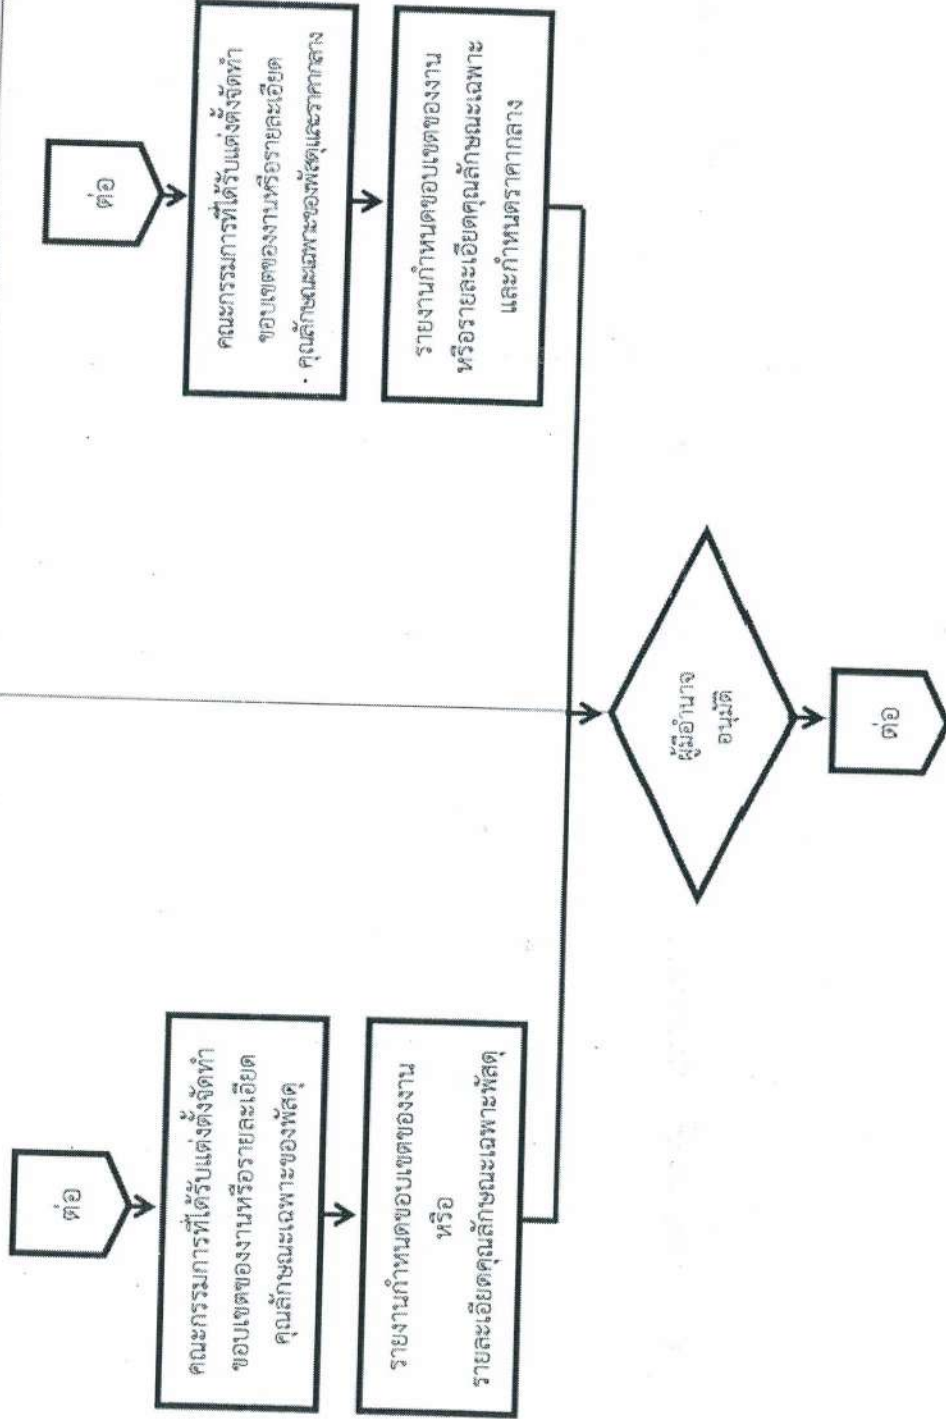 ต่อ
คณะกรรมการที่ได้รับแต่งตั้งจัดทำ
ขอบเขตของงานหรือรายละเอียด
คุณลักษณะเฉพาะของพัสดุ
รายงานกำหนดขอบเขตของงาน
หรือ
รายละเอียดคุณลักษณะเฉพาะพัสดุ
ต่อ
คณะกรรมการที่ได้รับแต่งตั้งจัดทำ
ขอบเขตของงานหรือรายละเอียด
คุณลักษณะเฉพาะของพัสดุและราคากลาง
รายงานกำหนดขอบเขตของงาน
หรือรายละเอียดคุณลักษณะเฉพาะ
และกำหนดราคากลาง
ผู้มีอำนาจ
อนุมัติ
ต่อ